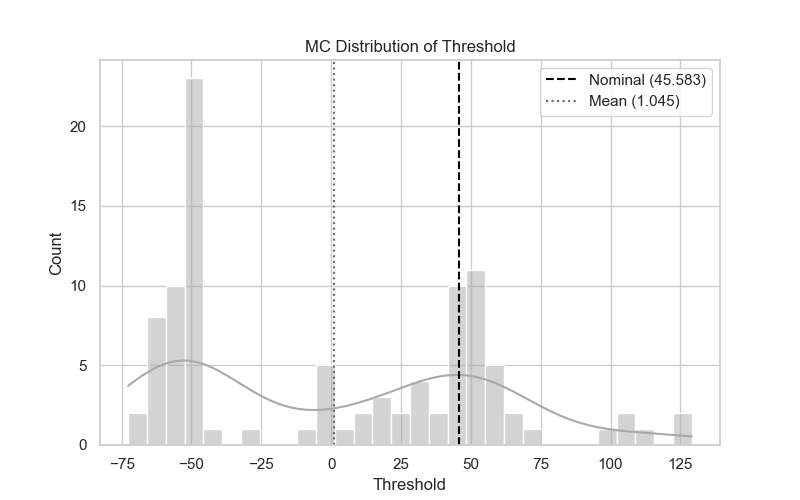 MC Distribution of Threshold
Nominal (45.583)
Mean (1.045)
Count
20
15
10
5
0
−75
−50
−25
0
25
50
75
100
125
Threshold